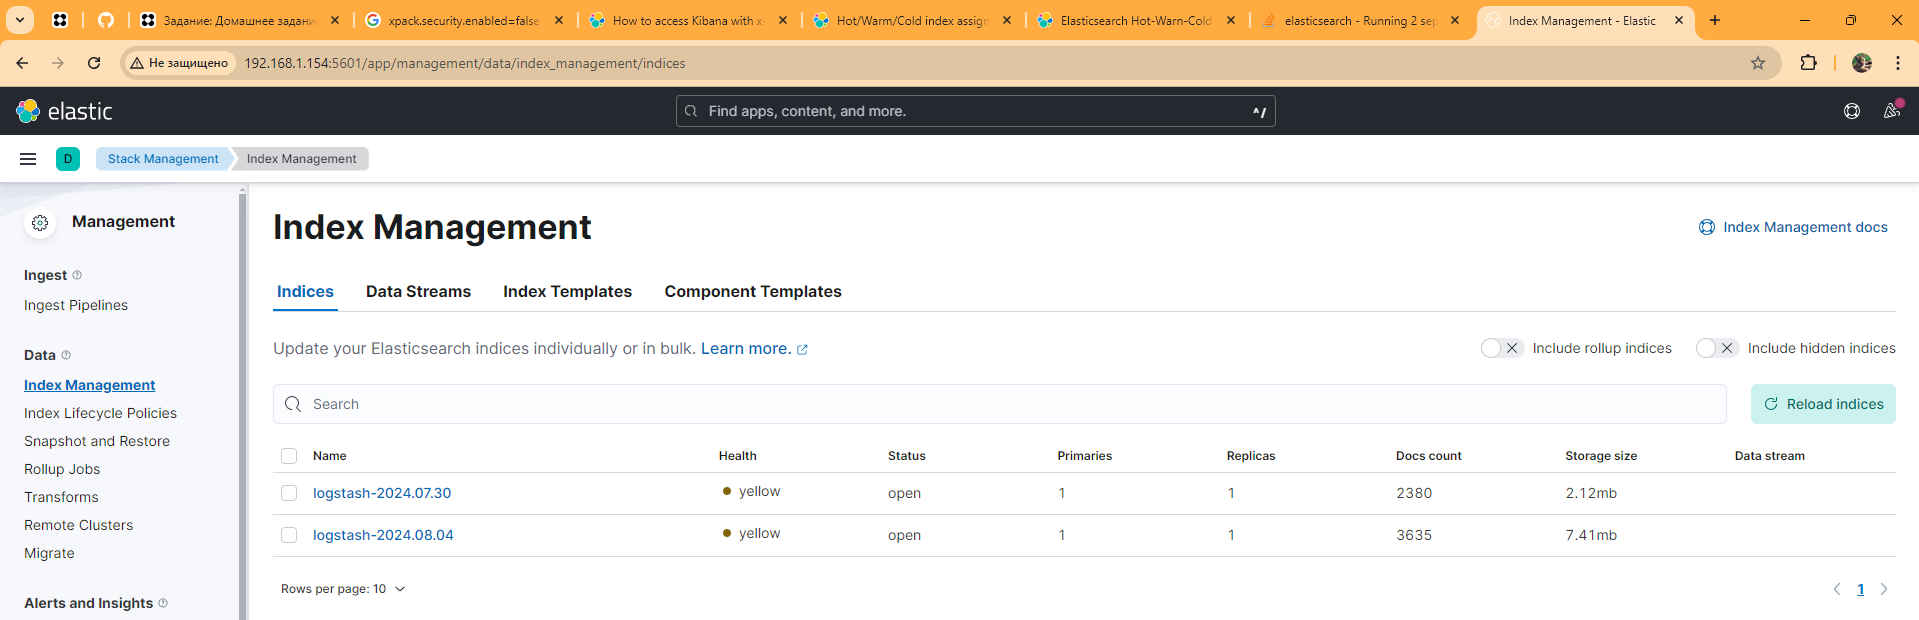 Задание: Домашнее задани
xpack.security.enabled=false
How to access Kibana with x-
Hot/Warm/Cold index assign
Elasticsearch Hot-Warn-Cold
elasticsearch - Running 2 sep
Index Management - Elastic
Не защищено
192.168.1.154:5601/app/management/data/index_management/indices
elastic
Find apps, content, and more.
^/
D
Stack Management
Index Management
Management
Ingest
Ingest Pipelines
Data
Index Management
Index Lifecycle Policies
Snapshot and Restore
Rollup Jobs
Transforms
Remote Clusters
Migrate
Alerts and Insights
Index Management
Index Management docs
Indices Data Streams Index Templates Component Templates
Update your Elasticsearch indices individually or in bulk. Learn more.
Include rollup indices Include hidden indices
Search
Reload indices
Name Health Status Primaries Replicas Docs count Storage size Data stream
logstash-2024.07.30 yellow open 1 1 2380 2.12mb
logstash-2024.08.04 yellow open 1 1 3635 7.41mb
Rows per page: 10
1